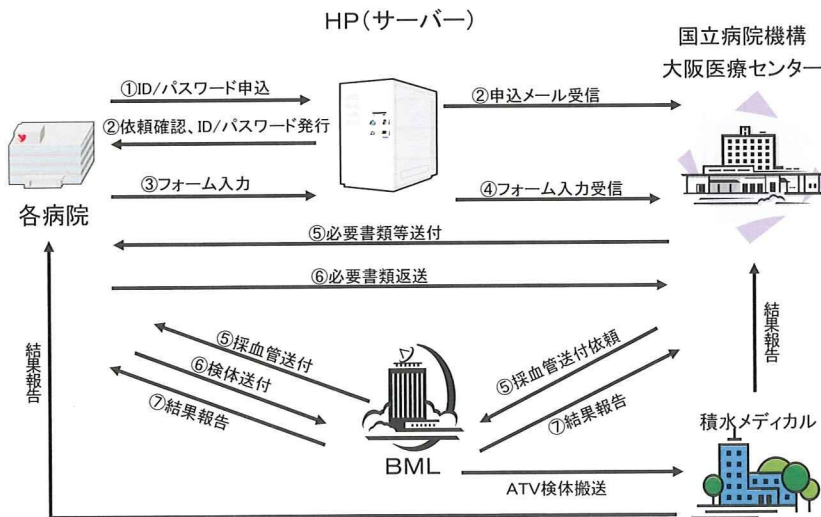 HP(サーバー)
国立病院機構
大阪医療センター
①ID/パスワード申込
②申込メール受信
②依頼確認、ID/パスワード発行
③フォーム入力
④フォーム入力受信
各病院
⑤必要書類等送付
⑥必要書類返送
結果報告
⑤採血管送付
⑥検体送付
⑦結果報告
⑤採血管送付依頼
⑦結果報告
結果報告
BML
積水メディカル
ATV検体搬送